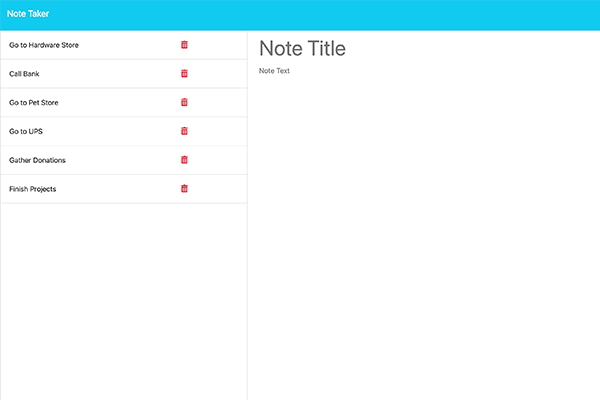 Note Taker
Go to Hardware Store
Call Bank
Go to Pet Store
Go to UPS
Gather Donations
Finish Projects
Note Title
Note Text